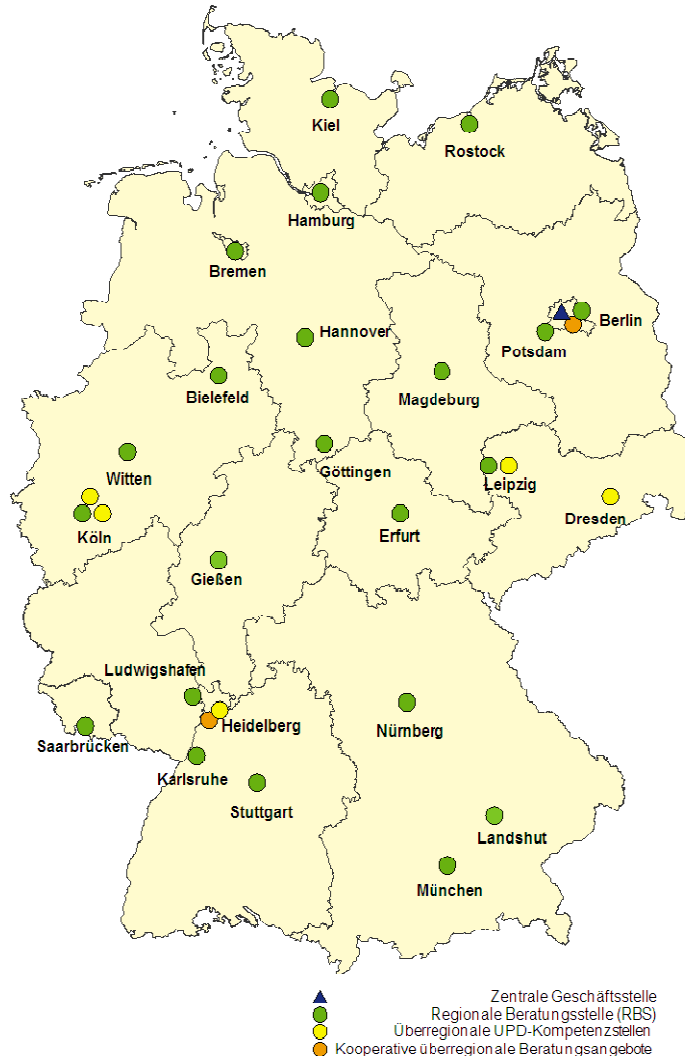 Kiel
Rostock
Hamburg
Bremen
Hannover
Berlin
Potsdam
Bielefeld
Magdeburg
Witten
Göttingen
Leipzig
Köln
Erfurt
Dresden
Gießen
Ludwigshafen
Heidelberg
Nürnberg
Saarbrücken
Karlsruhe
Stuttgart
Landshut
München
Zentrale Geschäftsstelle
Regionale Beratungsstelle (RBS)
Überregionale UPD-Kompetenzstellen
Kooperative überregionale Beratungsangebote